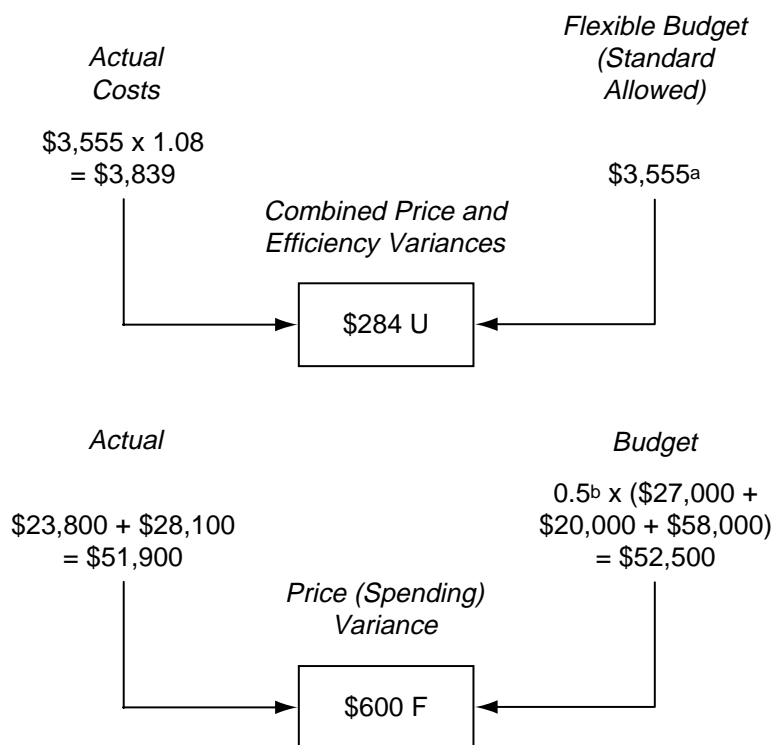 Actual
Costs
Flexible Budget
(Standard
Allowed)
$3,555 x 1.08
= $3,839
$3,555a
Combined Price and
Efficiency Variances
$284 U
Actual
Budget
$23,800 + $28,100
= $51,900
0.5b x ($27,000 +
$20,000 + $58,000)
= $52,500
Price (Spending)
Variance
$600 F